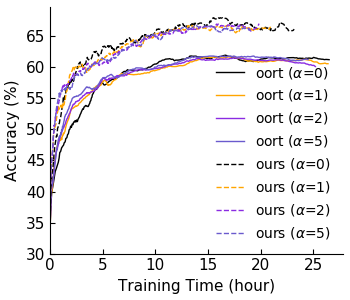 Accuracy (%)
65
60
55
50
45
40
35
30
0
5
10
15
20
25
Training Time (hour)
oort (α=0)
oort (α=1)
oort (α=2)
oort (α=5)
ours (α=0)
ours (α=1)
ours (α=2)
ours (α=5)